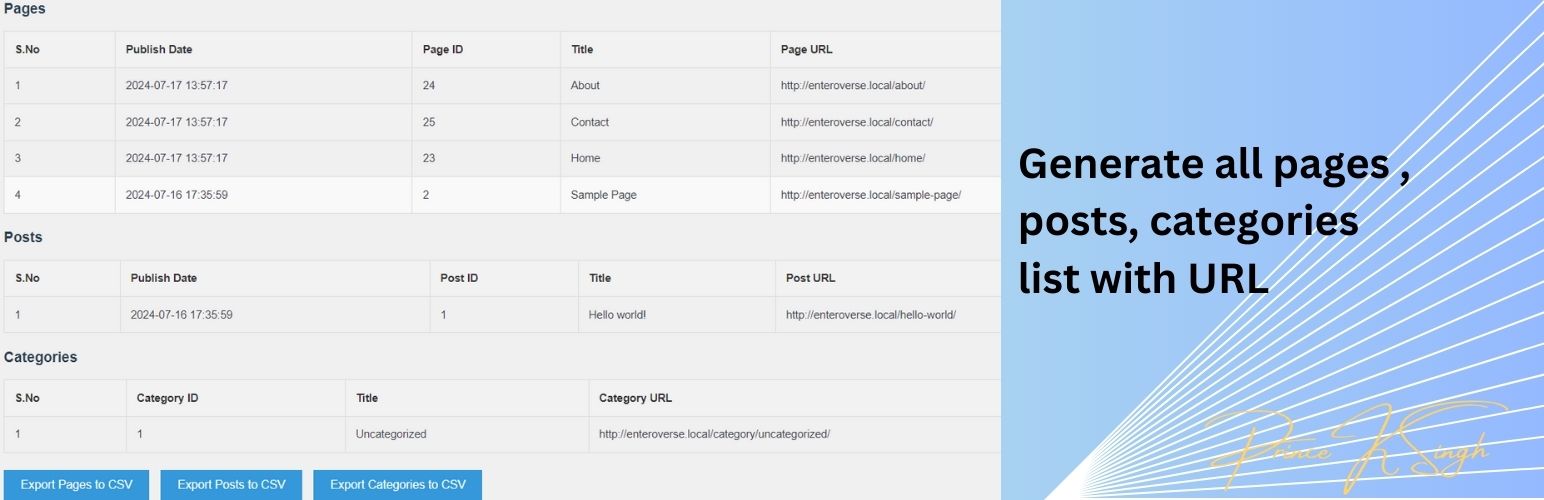 Pages
S.No Publish Date Page ID Title Page URL
1 2024-07-17 13:57:17 24 About http://enteroverse.local/about/
2 2024-07-17 13:57:17 25 Contact http://enteroverse.local/contact/
3 2024-07-17 13:57:17 23 Home http://enteroverse.local/home/
4 2024-07-16 17:35:59 2 Sample Page http://enteroverse.local/sample-page/
Posts
S.No Publish Date Post ID Title Post URL
1 2024-07-16 17:35:59 1 Hello world! http://enteroverse.local/hello-world/
Categories
S.No Category ID Title Category URL
1 1 Uncategorized http://enteroverse.local/category/uncategorized/
Export Pages to CSV Export Posts to CSV Export Categories to CSV
Generate all pages ,
posts, categories
list with URL
Prince K Singh